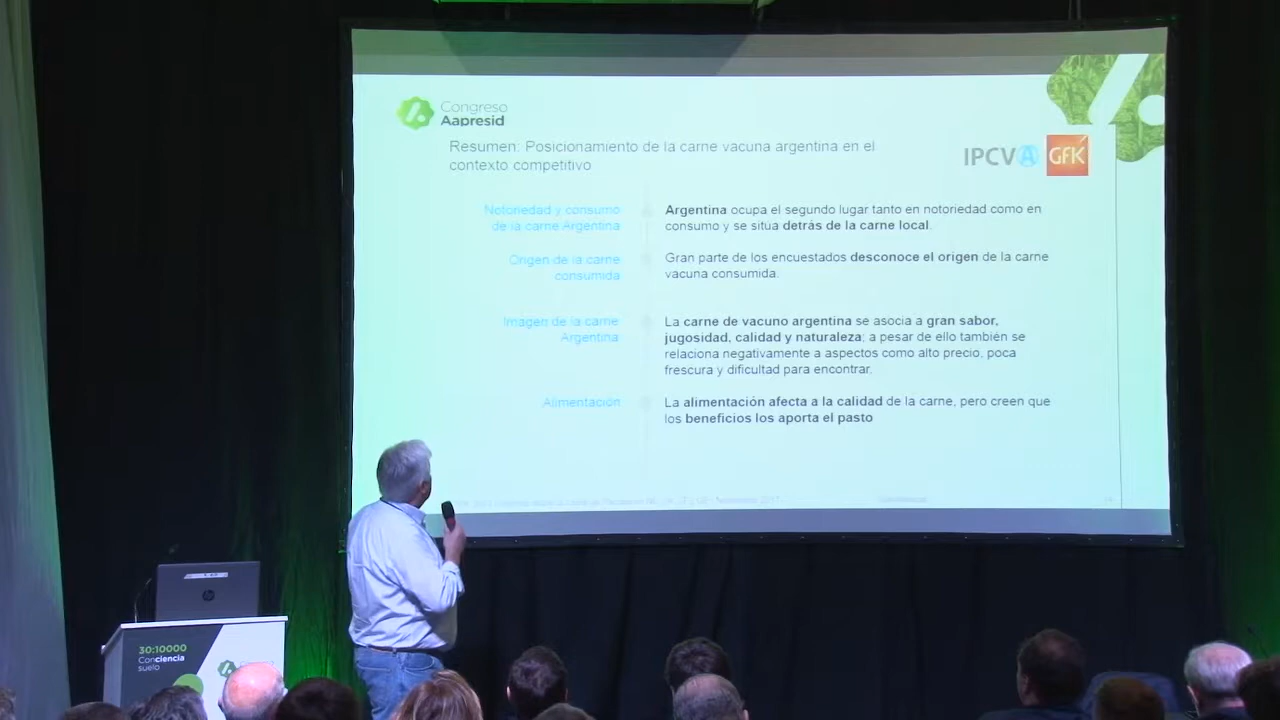 Congreso
Aapresid
Resumen: Posicionamiento de la carne vacuna argentina en el
contexto competitivo
IPCVA
GFK
Notoriedad y consumo
de la carne Argentina
Argentina ocupa el segundo lugar tanto en notoriedad como en
consumo y se sitúa detrás de la carne local.
Origen de la carne
consumida
Gran parte de los encuestados desconoce el origen de la carne
vacuna consumida.
Imagen de la carne
Argentina
La carne de vacuno argentina se asocia a gran sabor,
jugosidad, calidad y naturaleza; a pesar de ello también se
relaciona negativamente a aspectos como alto precio, poca
frescura y dificultad para encontrar.
Alimentación
La alimentación afecta a la calidad de la carne, pero creen que
los beneficios los aporta el pasto
hp
30:10000
Conciencia
suelo